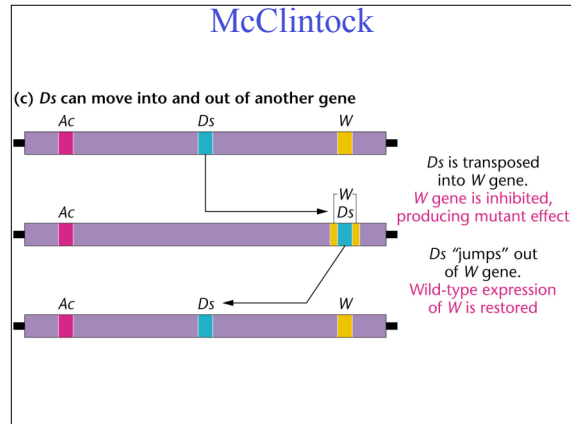 McClintock
(c) Ds can move into and out of another gene
Ac Ds W
Ds is transposed
into W gene.
W gene is inhibited,
producing mutant effect
W
Ac Ds
Ds “jumps” out
of W gene.
Wild-type expression
of W is restored
Ac Ds W